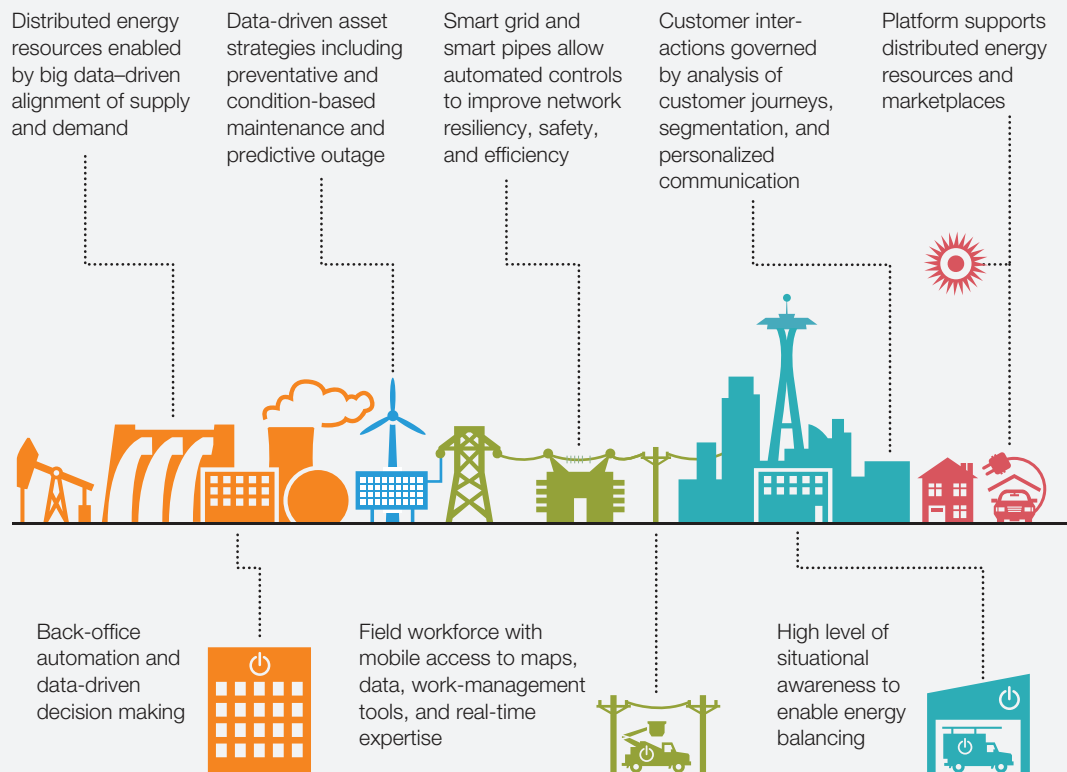 Distributed energy
resources enabled
by big data–driven
alignment of supply
and demand
Data-driven asset
strategies including
preventative and
condition-based
maintenance and
predictive outage
Smart grid and
smart pipes allow
automated controls
to improve network
resiliency, safety,
and efficiency
Customer inter-
actions governed
by analysis of
customer journeys,
segmentation, and
personalized
communication
Platform supports
distributed energy
resources and
marketplaces
Back-office
automation and
data-driven
decision making
Field workforce with
mobile access to maps,
data, work-management
tools, and real-time
expertise
High level of
situational
awareness to
enable energy
balancing